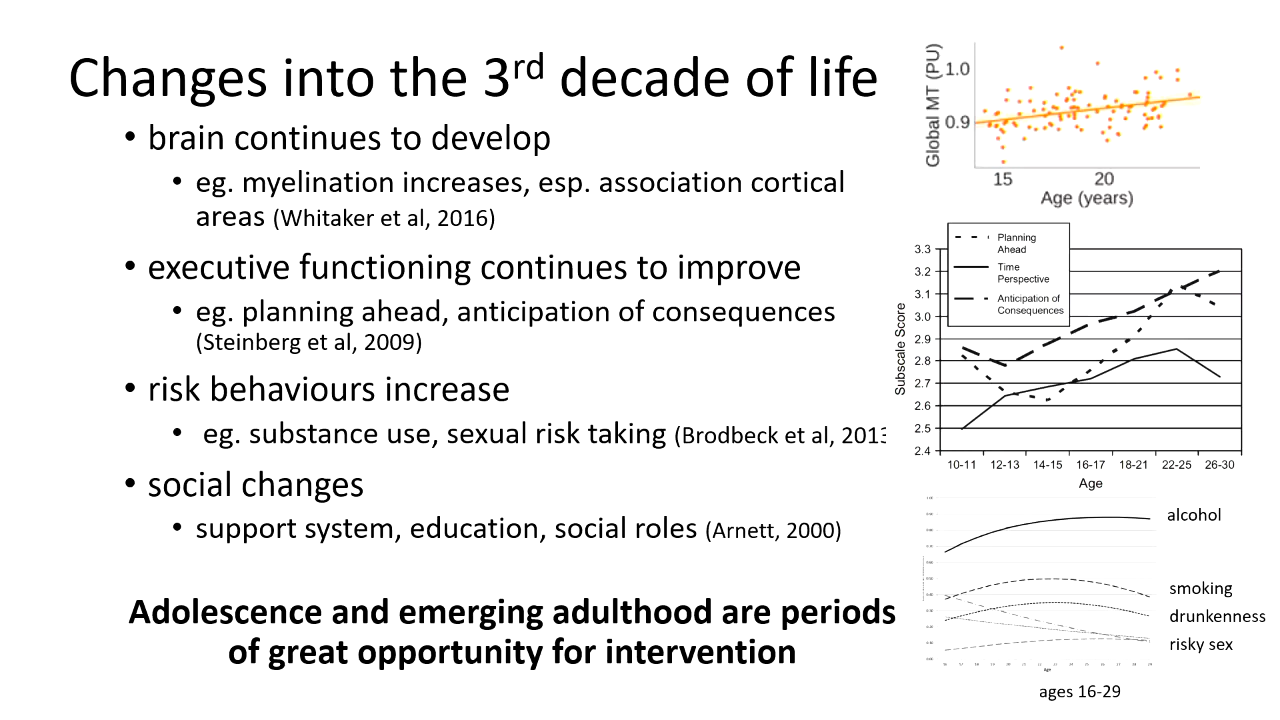 Changes into the 3rd decade of life
• brain continues to develop
• eg. myelination increases, esp. association cortical
areas (Whitaker et al, 2016)
• executive functioning continues to improve
• eg. planning ahead, anticipation of consequences
(Steinberg et al, 2009)
• risk behaviours increase
• eg. substance use, sexual risk taking (Brodbeck et al, 2013
• social changes
• support system, education, social roles (Arnett, 2000)
Adolescence and emerging adulthood are periods
of great opportunity for intervention
Global MT (PU)
1.0
0.9
15 20
Age (years)
Planning
Ahead
Time
Perspective
Anticipation of
Consequences
Subscale Score
3.3
3.2
3.1
3.0
2.9
2.8
2.7
2.6
2.5
2.4
10-11 12-13 14-15 16-17 18-21 22-25 26-30
Age
alcohol
smoking
drunkenness
risky sex
Age
ages 16-29